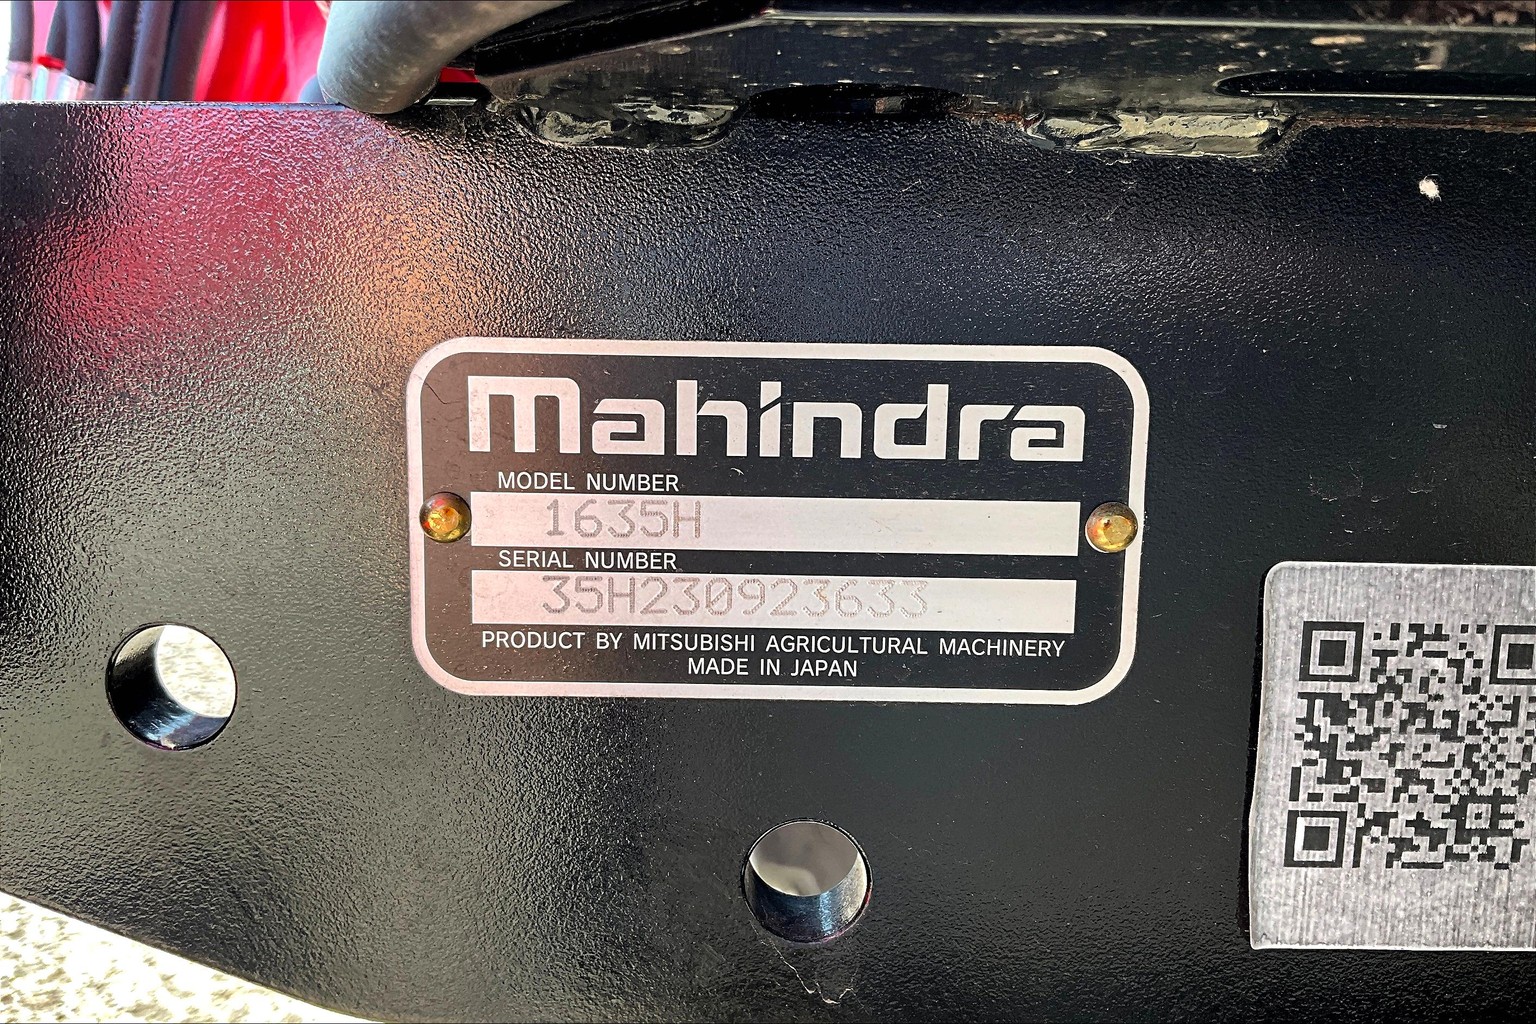 mahindra
MODEL NUMBER
1635H
SERIAL NUMBER
35H230923633
PRODUCT BY MITSUBISHI AGRICULTURAL MACHINERY
MADE IN JAPAN